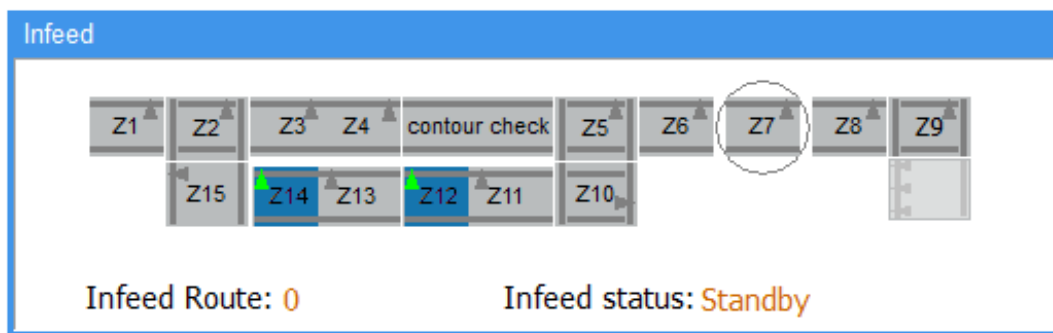 Infeed
Z1 Z2 Z3 Z4 contour check Z5 Z6 Z7 Z8 Z9
Z15 Z14 Z13 Z12 Z11 Z10
Infeed Route: 0 Infeed status: Standby